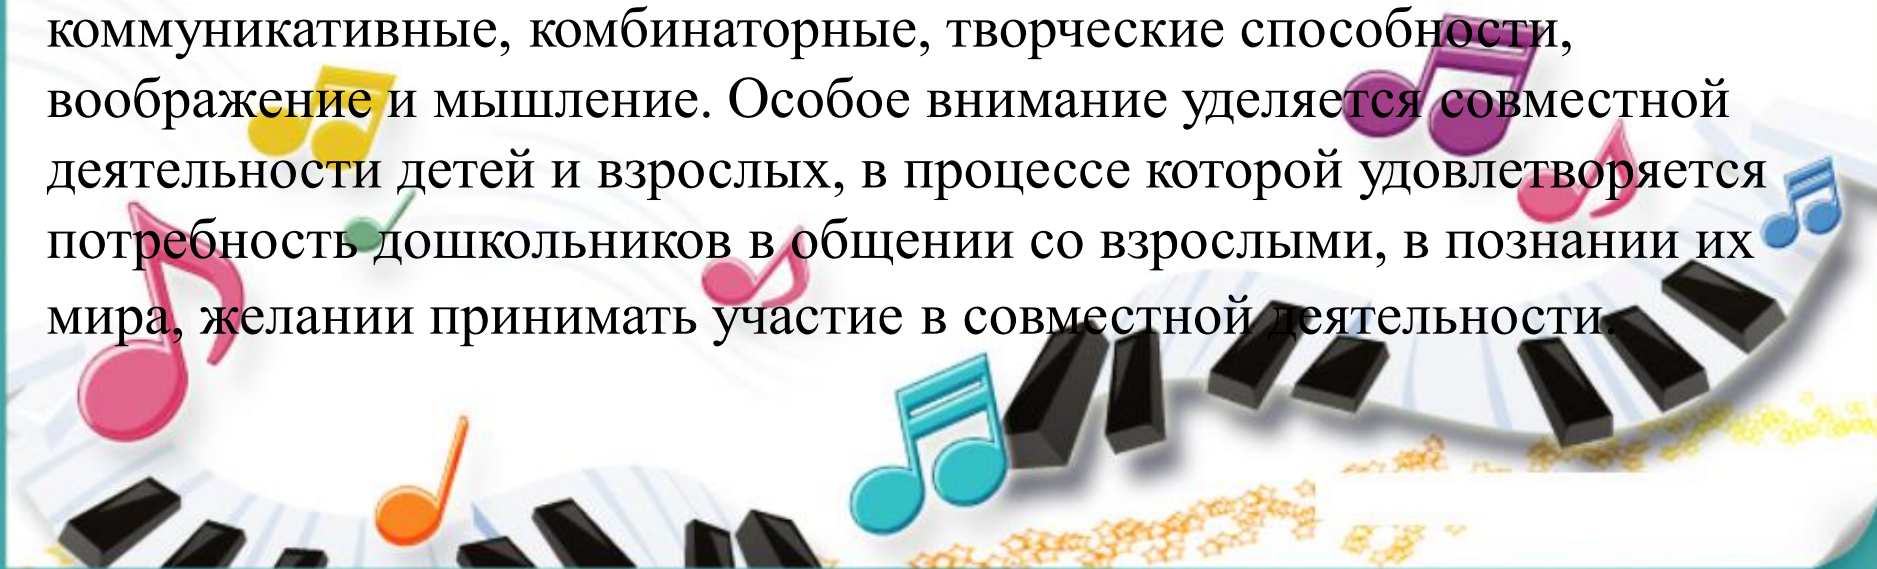 коммуникативные, комбинаторные, творческие способности,
воображение и мышление. Особое внимание уделяется совместной
деятельности детей и взрослых, в процессе которой удовлетворяется
потребность дошкольников в общении со взрослыми, в познании их
мира, желании принимать участие в совместной деятельности.